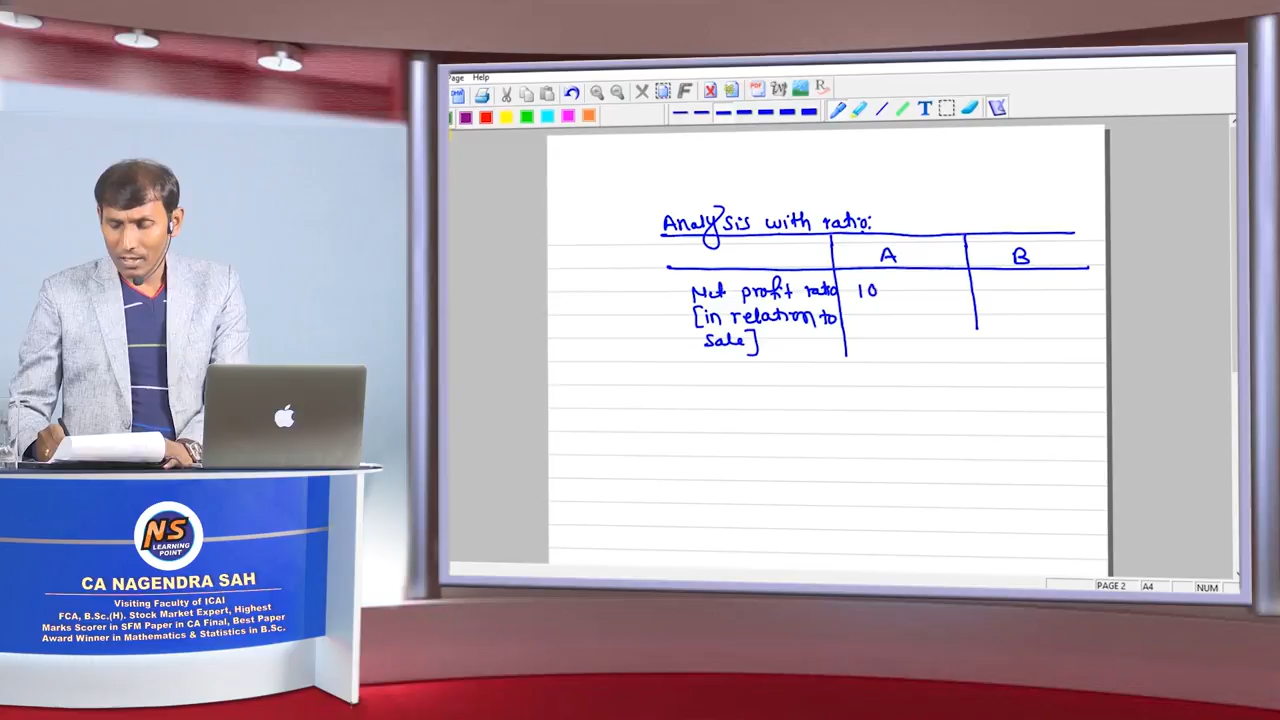 Page Help
Analysis with ratio:
A B
Net profit ratio 10
[in relation to
sale]
PAGE 2 A4 NUM
NS
LEARNING
POINT
CA NAGENDRA SAH
Visiting Faculty of ICAI
FCA, B.Sc.(H). Stock Market Expert, Highest
Marks Scorer in SFM Paper in CA Final, Best Paper
Award Winner in Mathematics & Statistics in B.Sc.